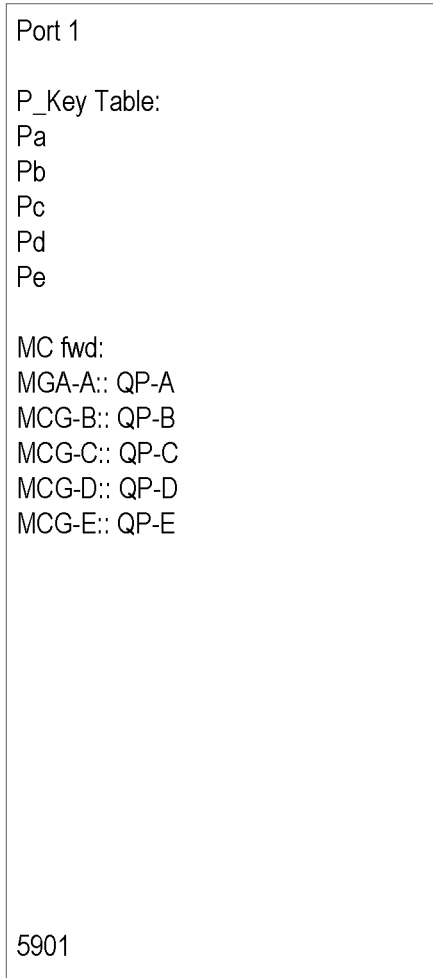 Port 1
P_Key Table:
Pa
Pb
Pc
Pd
Pe
MC fwd:
MGA-A:: QP-A
MCG-B:: QP-B
MCG-C:: QP-C
MCG-D:: QP-D
MCG-E:: QP-E
5901